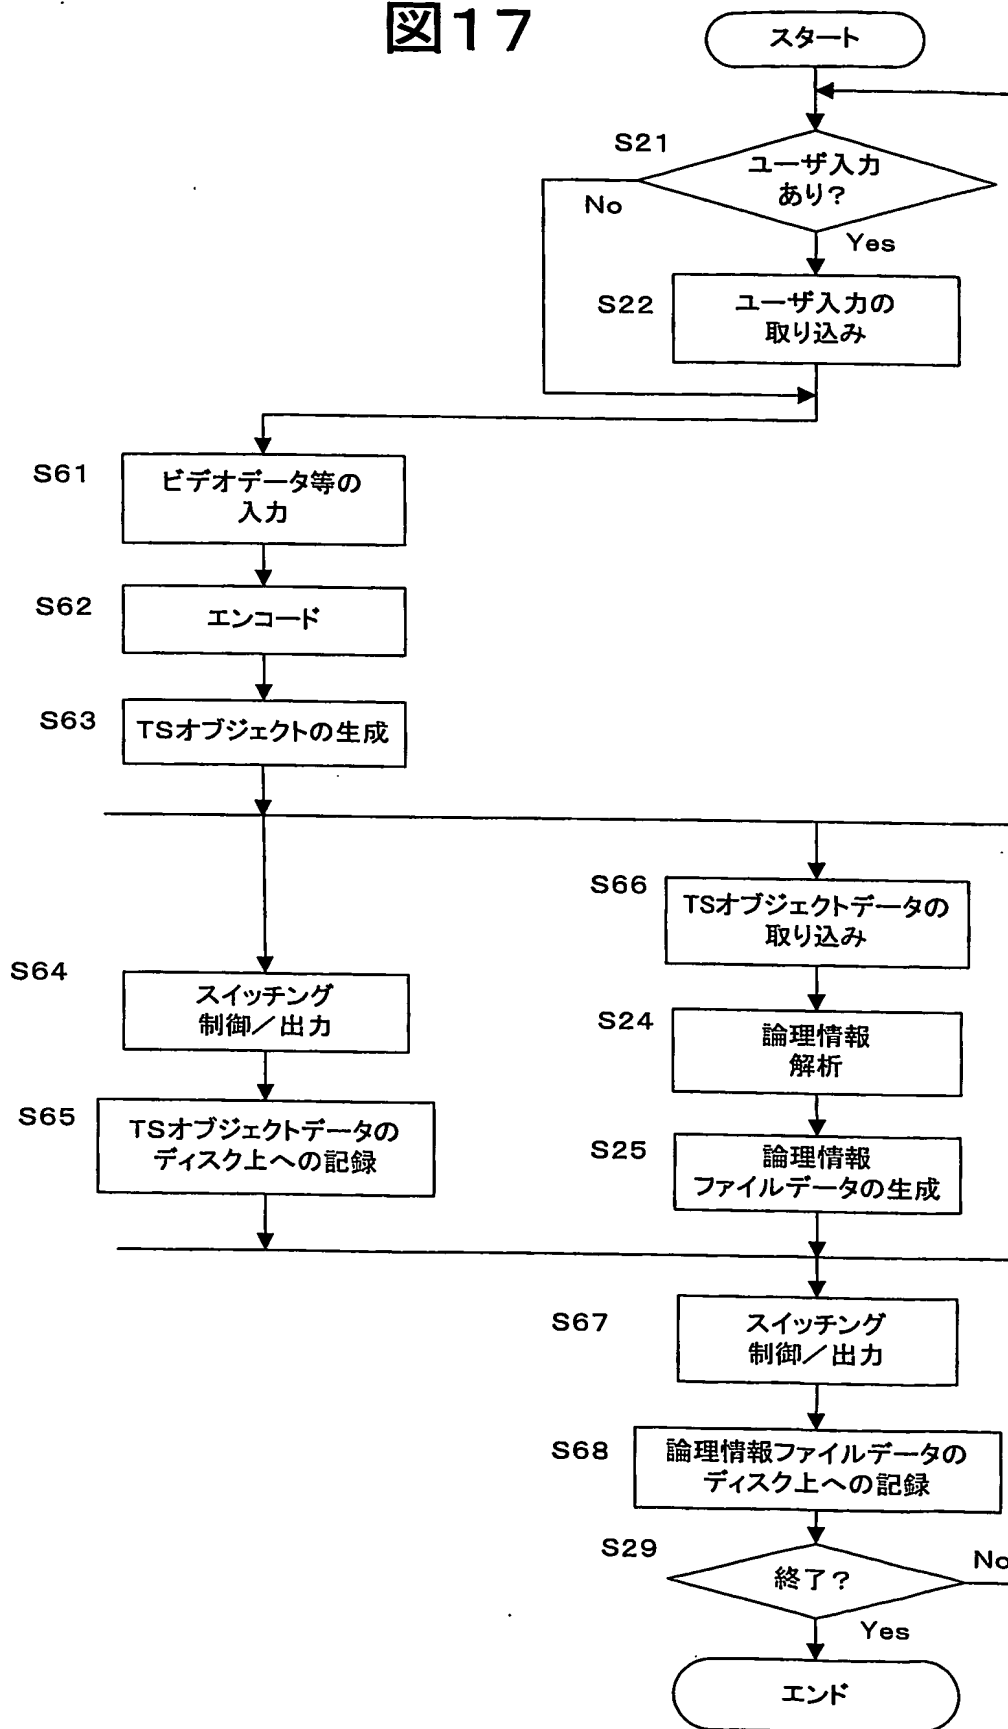 図17
スタート
S21
ユーザ入力
あり？
No
Yes
S22
ユーザ入力の
取り込み
S61
ビデオデータ等の
入力
S62
エンコード
S63
TSオブジェクトの生成
S66
TSオブジェクトデータの
取り込み
S64
スイッチング
制御／出力
S24
論理情報
解析
S65
TSオブジェクトデータの
ディスク上への記録
S25
論理情報
ファイルデータの生成
S67
スイッチング
制御／出力
S68
論理情報ファイルデータの
ディスク上への記録
S29
終了？
No
Yes
エンド